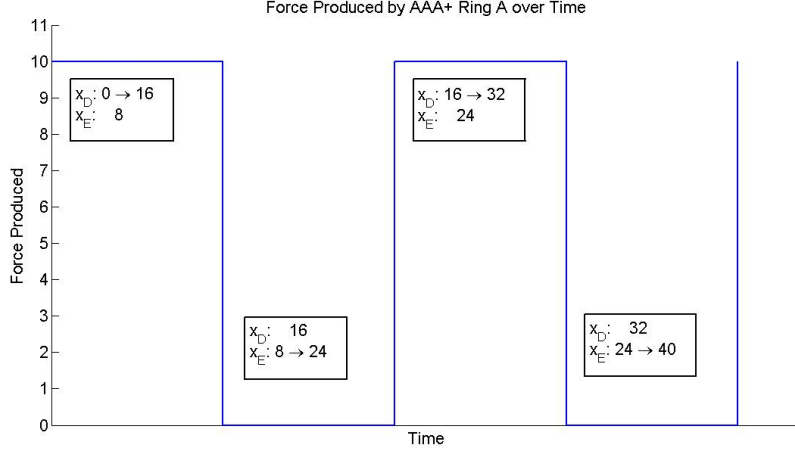 Force Produced by AAA+ Ring A over Time
11
10
9
8
7
6
5
4
3
2
1
0
Force Produced
x_D: 0 → 16
x_E: 8
x_D: 16
x_E: 8 → 24
x_D: 16 → 32
x_E: 24
x_D: 32
x_E: 24 → 40
Time